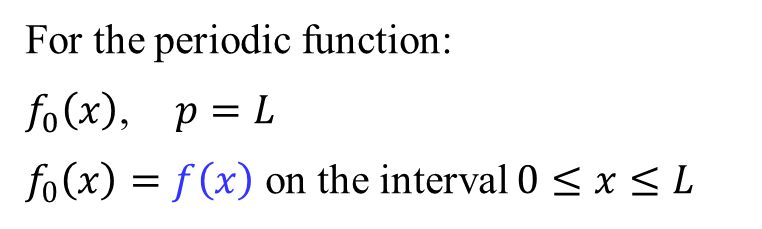 For the periodic function:
f₀(x), p = L
f₀(x) = f(x) on the interval 0 ≤ x ≤ L